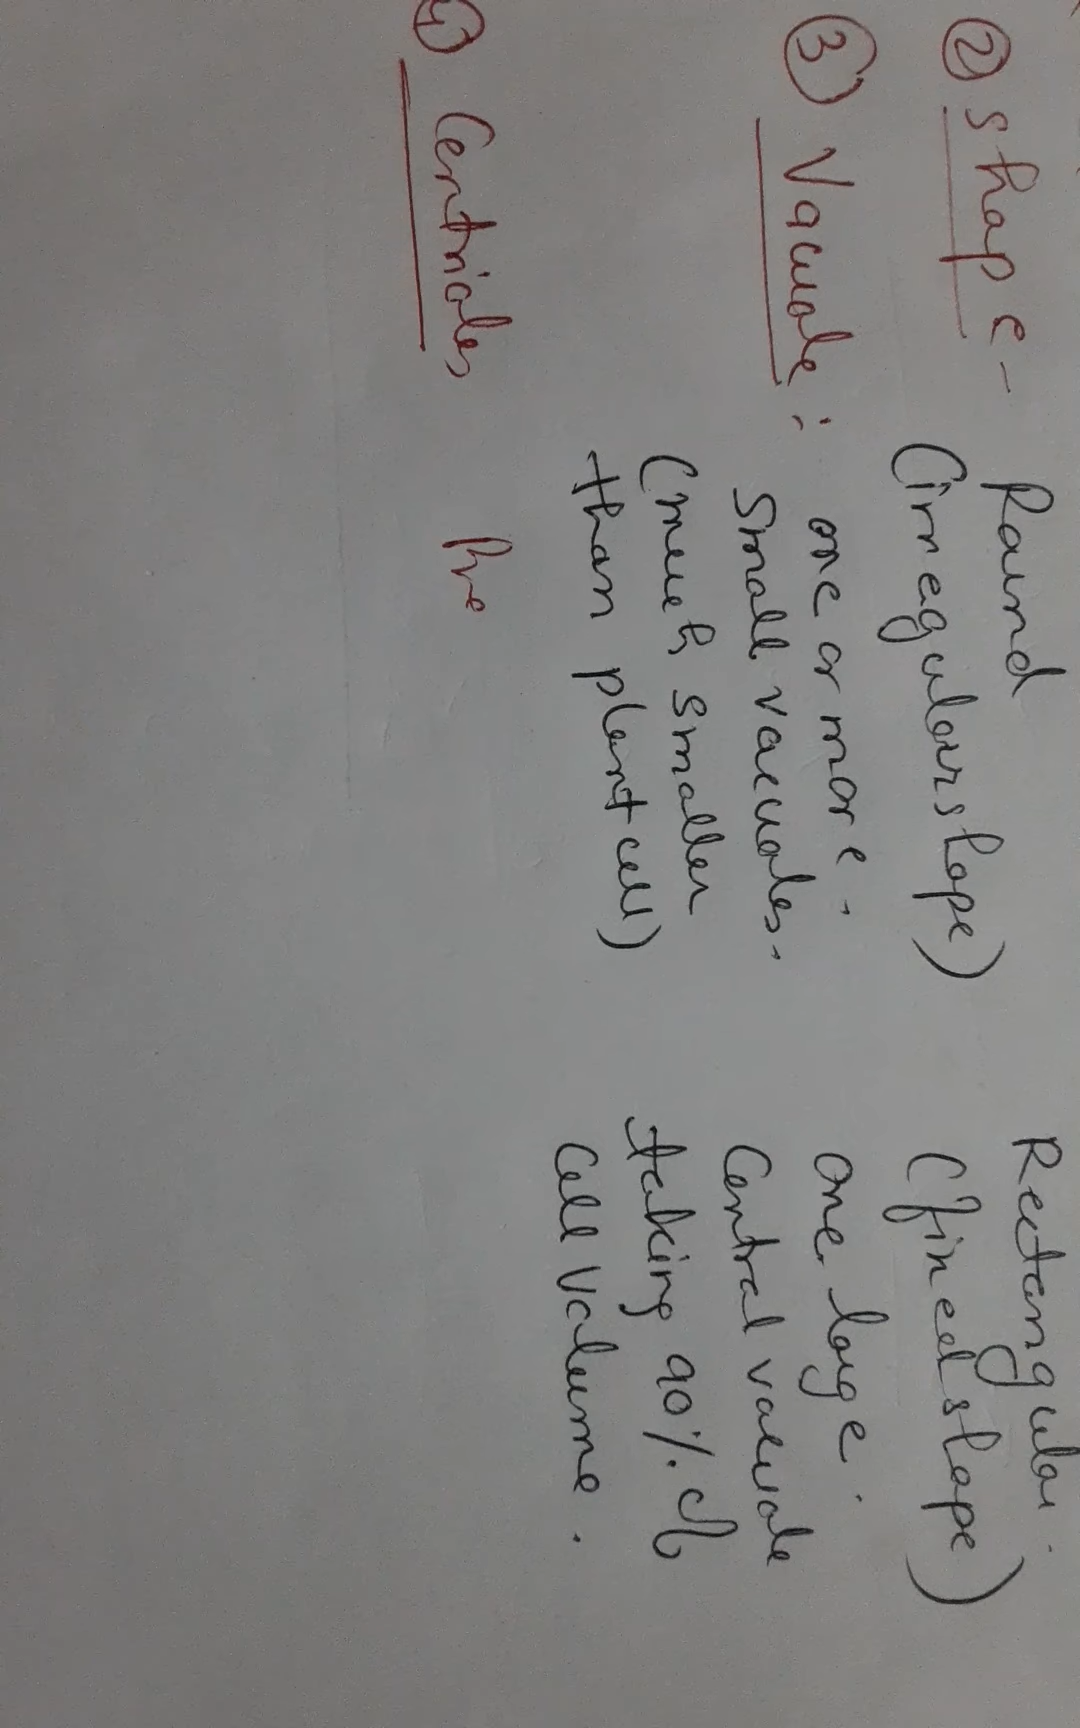 ② Shape - Round Rectangular
(irregular shape) (fixed shape)
③ Vacuole : one or more one large
small vacuoles. Central vacuole
(much smaller taking 90% of
than plant cell) Cell Volume.
④ Centrioles Pre